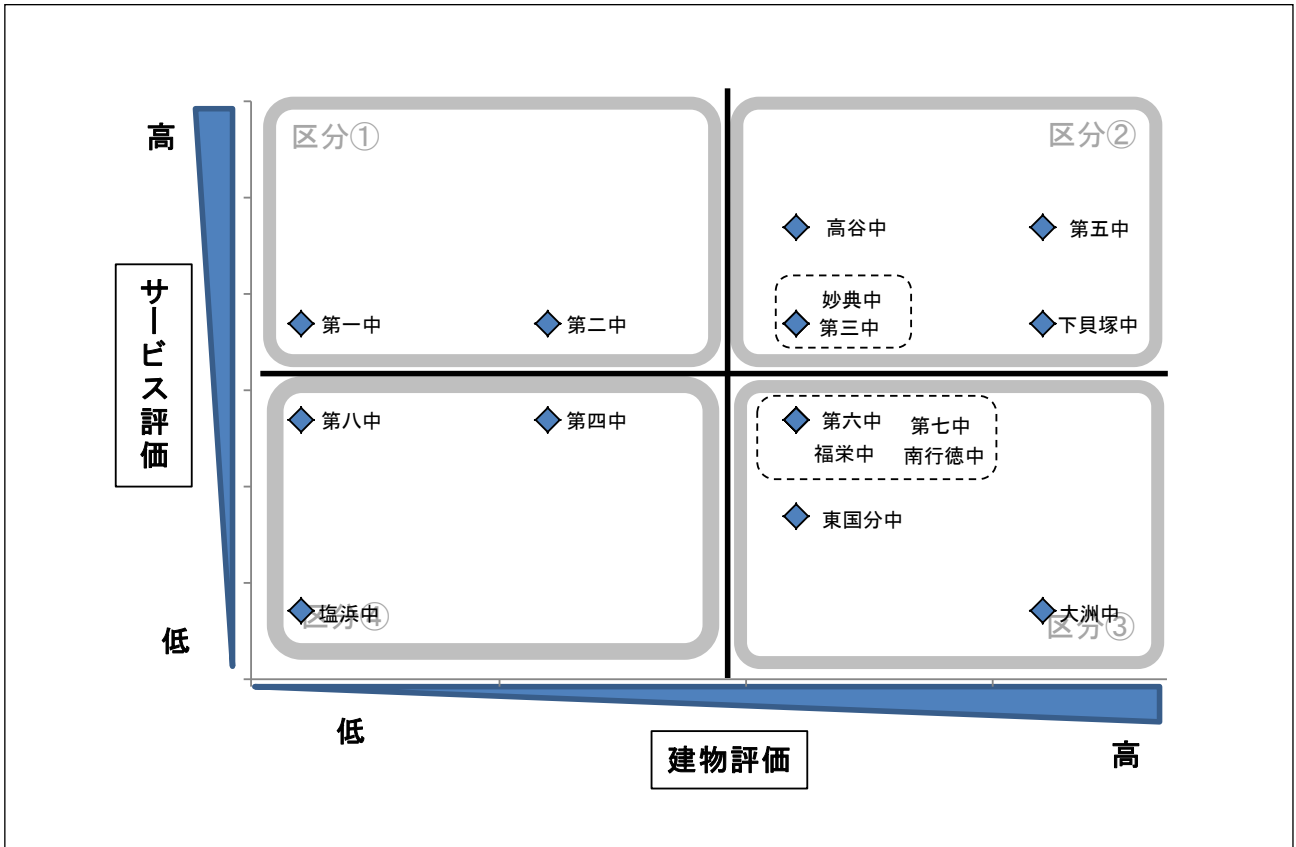 高
区分①
区分②
高谷中
第五中
サービス評価
妙典中
第一中
第二中
第三中
下貝塚中
第八中
第四中
第六中
第七中
福栄中
南行徳中
東国分中
塩浜中
区分④
大洲中
区分③
低
低
建物評価
高